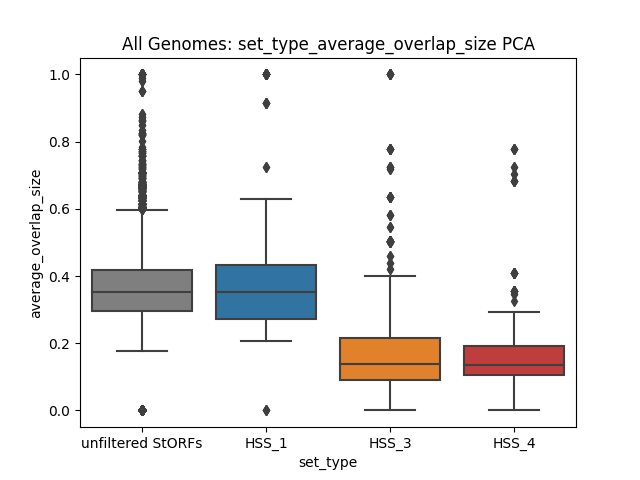 All Genomes: set_type_average_overlap_size PCA
average_overlap_size
1.0
0.8
0.6
0.4
0.2
0.0
unfiltered StORFs HSS_1 HSS_3 HSS_4
set_type